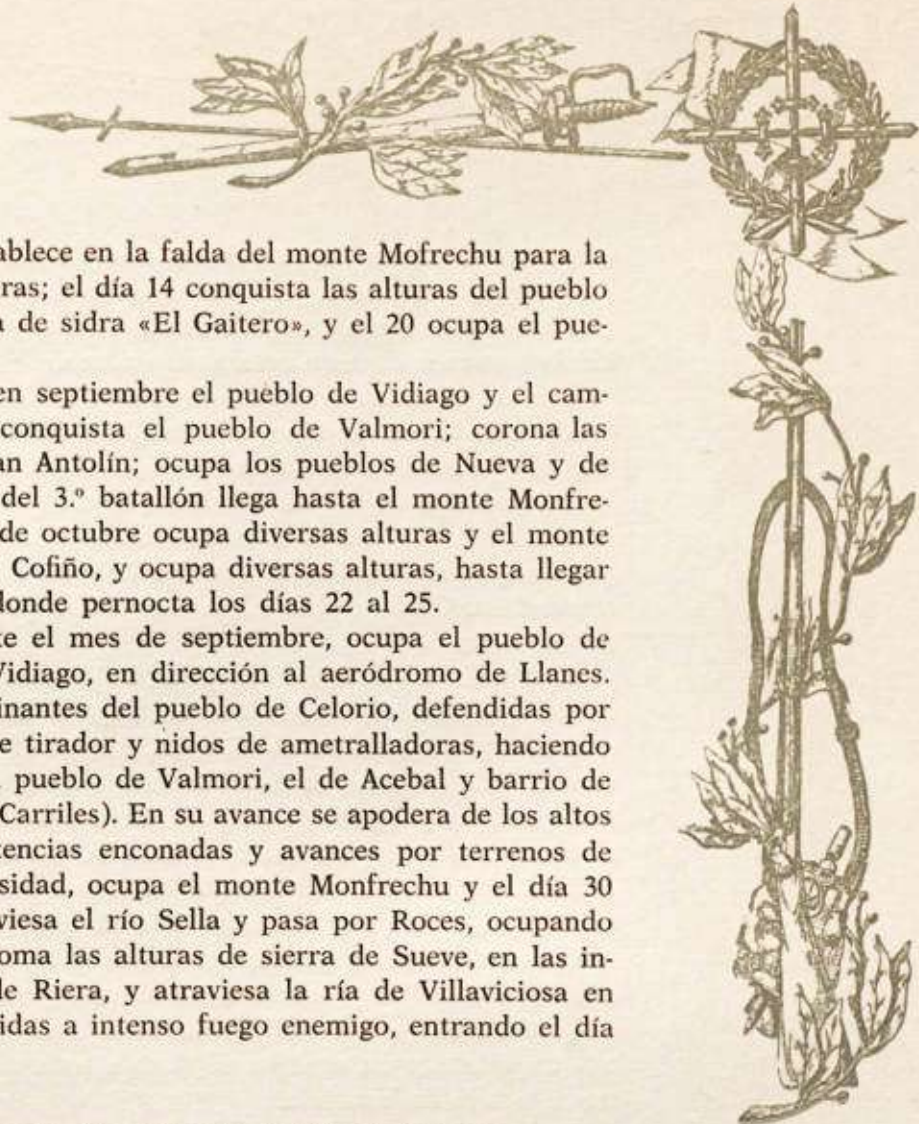 ablece en la falda del monte Mofrechu para la
ras; el día 14 conquista las alturas del pueblo
a de sidra «El Gaitero», y el 20 ocupa el pue-
en septiembre el pueblo de Vidiago y el cam-
conquista el pueblo de Valmori; corona las
an Antolín; ocupa los pueblos de Nueva y de
del 3.º batallón llega hasta el monte Monfre-
de octubre ocupa diversas alturas y el monte
Cofiño, y ocupa diversas alturas, hasta llegar
donde pernocta los días 22 al 25.
te el mes de septiembre, ocupa el pueblo de
Vidiago, en dirección al aeródromo de Llanes.
inantes del pueblo de Celorio, defendidas por
e tirador y nidos de ametralladoras, haciendo
l pueblo de Valmori, el de Acebal y barrio de
Carriles). En su avance se apodera de los altos
tencias enconadas y avances por terrenos de
sidad, ocupa el monte Monfrechu y el día 30
viesa el río Sella y pasa por Roces, ocupando
oma las alturas de sierra de Sueve, en las in-
de Riera, y atraviesa la ría de Villaviciosa en
idas a intenso fuego enemigo, entrando el día